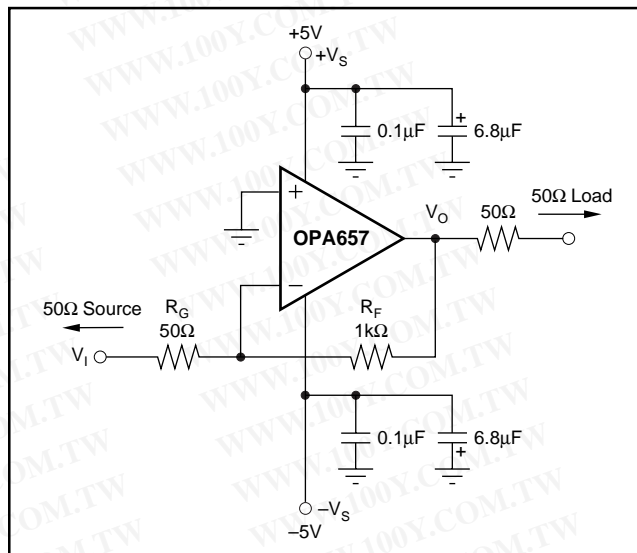 WWW.100Y.COM.TW
+5V
+VS
0.1μF
+
6.8μF
+
OPA657
−
VO
50Ω
50Ω Load
50Ω Source
RG
50Ω
VI
RF
1kΩ
0.1μF
6.8μF
+
−VS
−5V